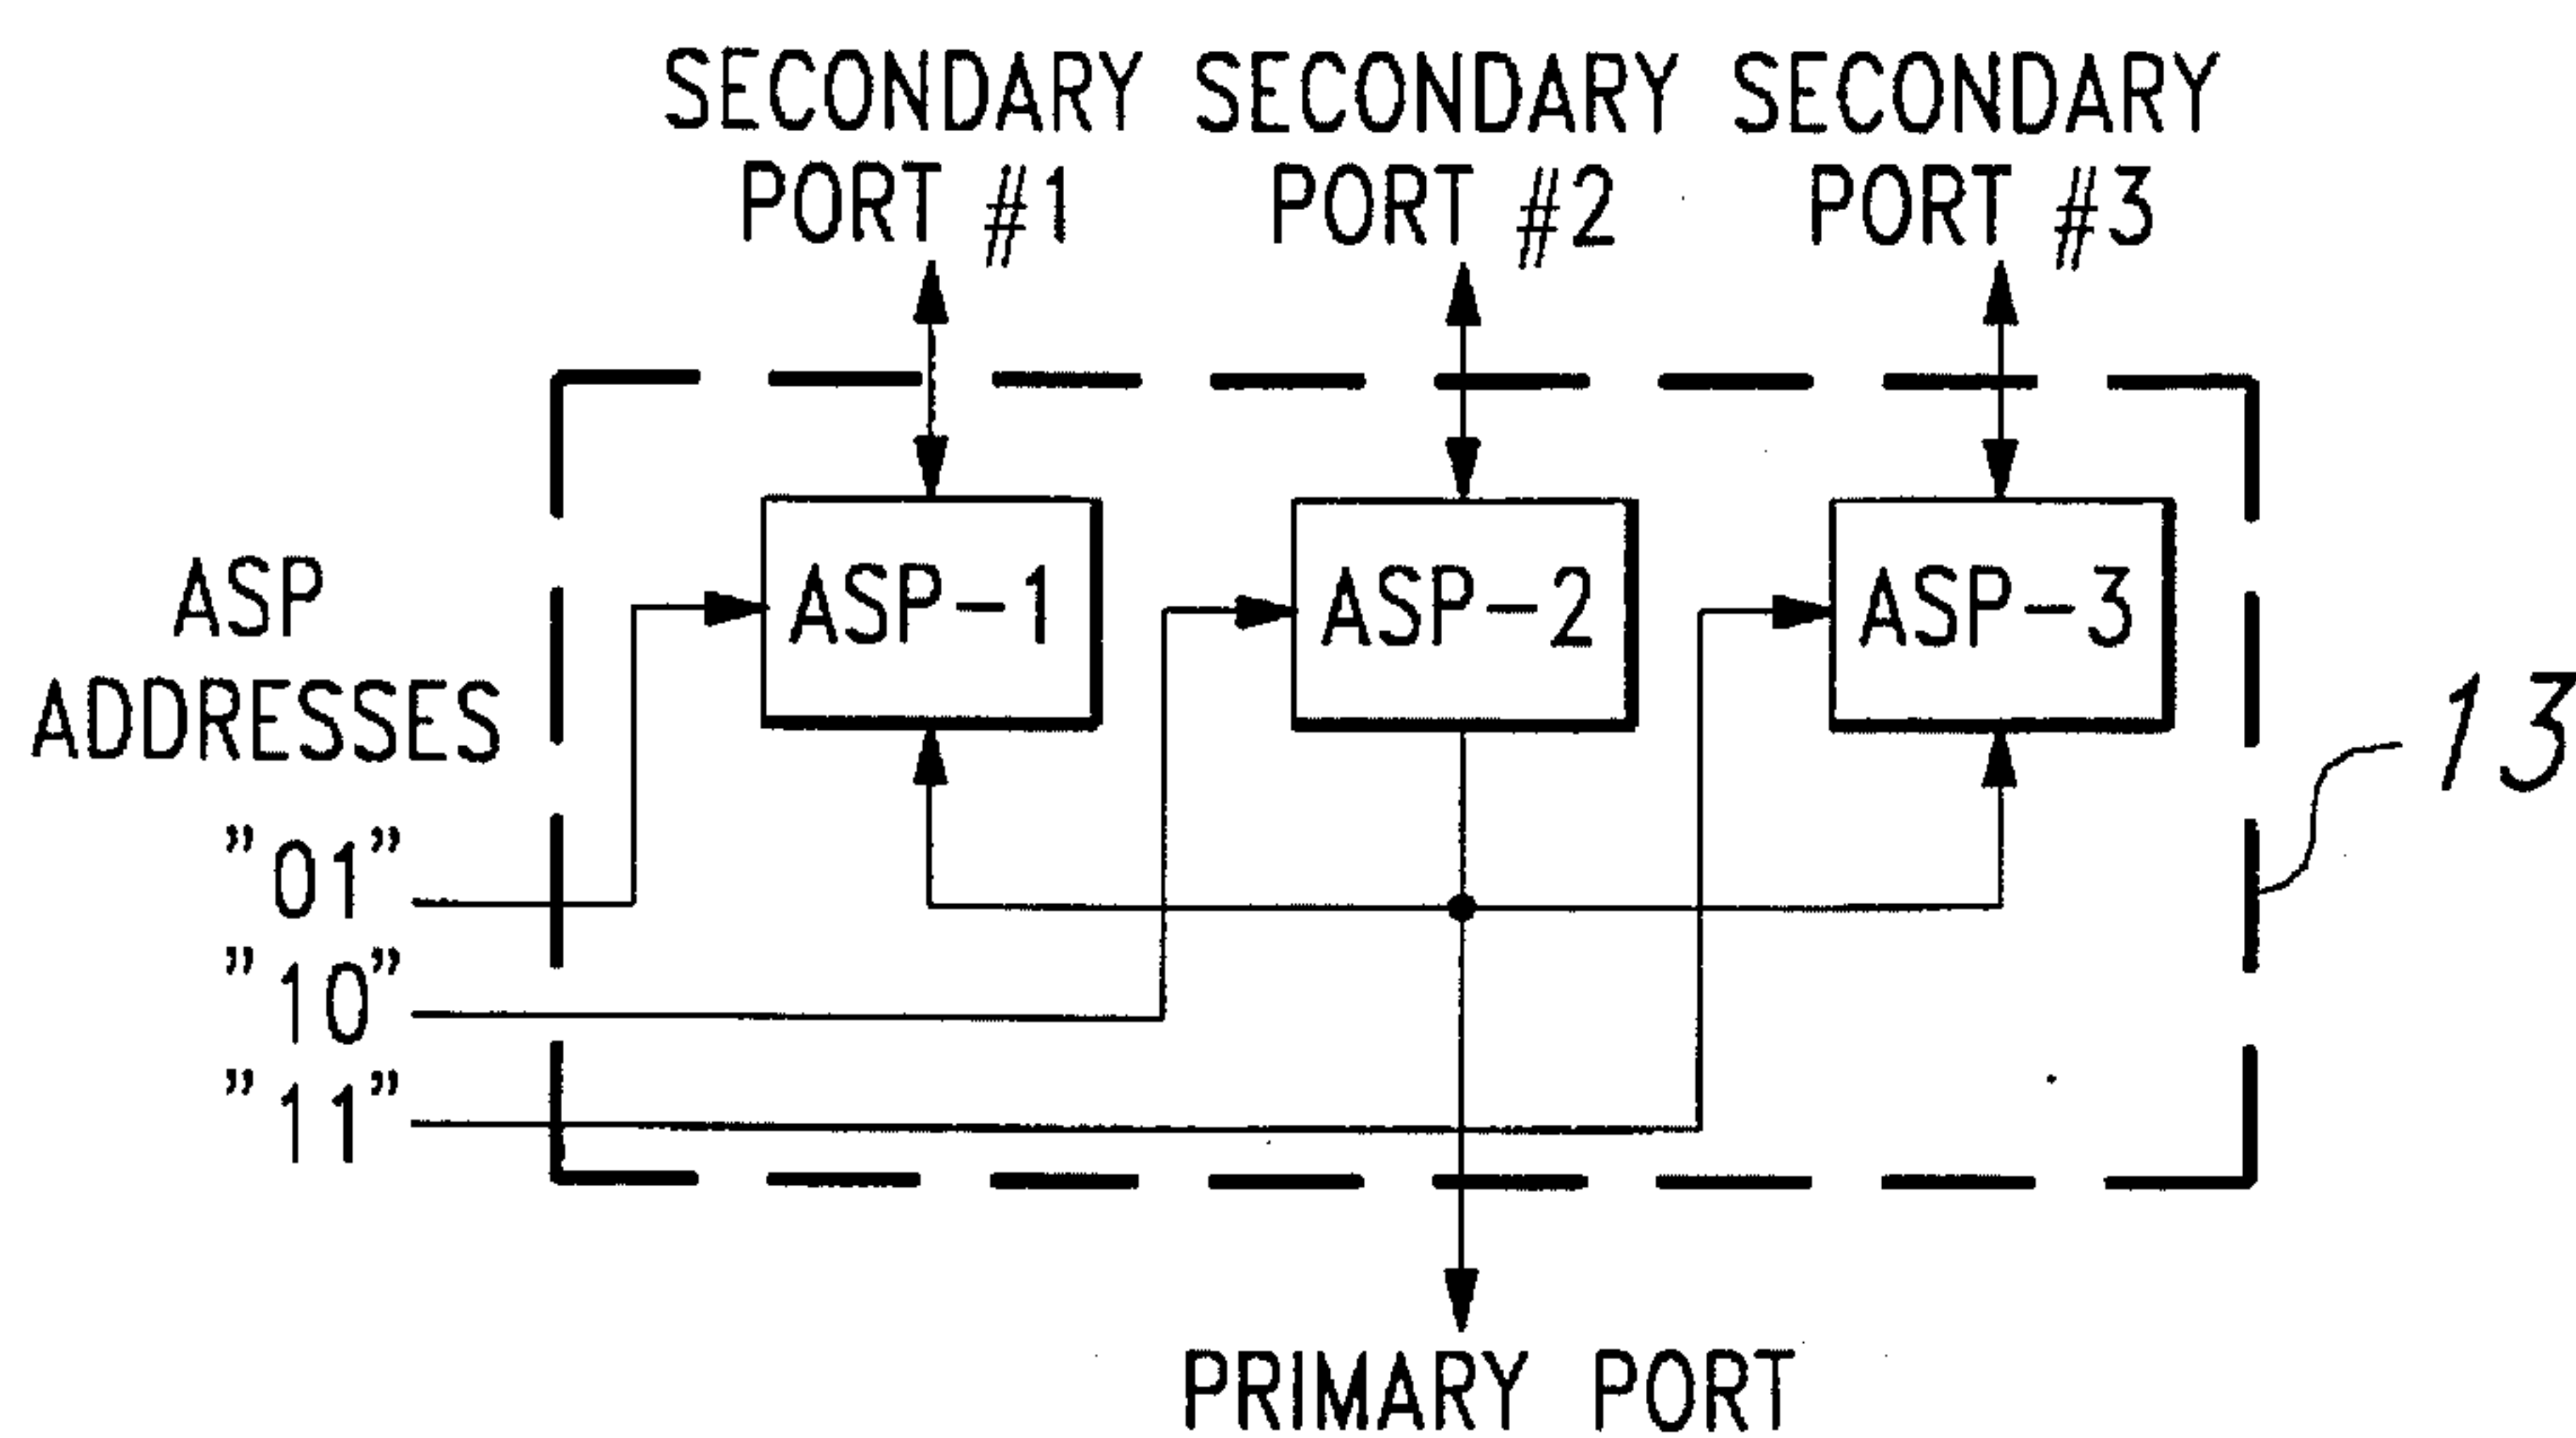 SECONDARY SECONDARY SECONDARY
PORT #1 PORT #2 PORT #3
ASP-1 ASP-2 ASP-3
ASP
ADDRESSES
13
"01"
"10"
"11"
PRIMARY PORT